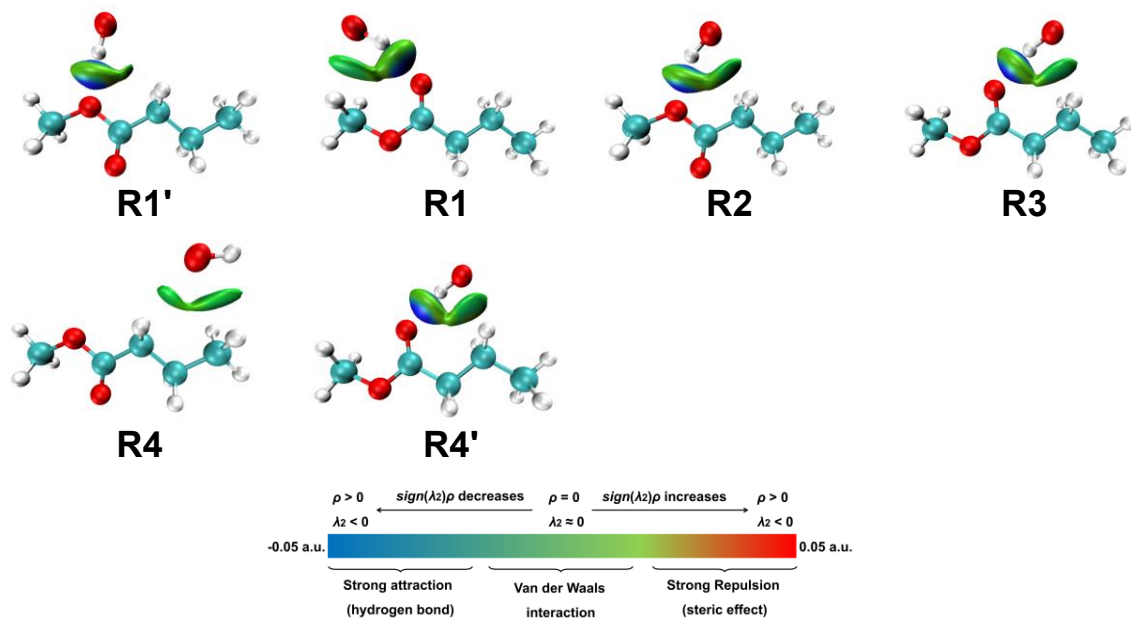 R1' R1 R2 R3
R4 R4'
ρ > 0 sign(λ₂)ρ decreases ρ = 0 sign(λ₂)ρ increases ρ > 0
λ₂ < 0 λ₂ ≈ 0 λ₂ < 0
-0.05 a.u. 0.05 a.u.
Strong attraction Van der Waals Strong Repulsion
(hydrogen bond) interaction (steric effect)